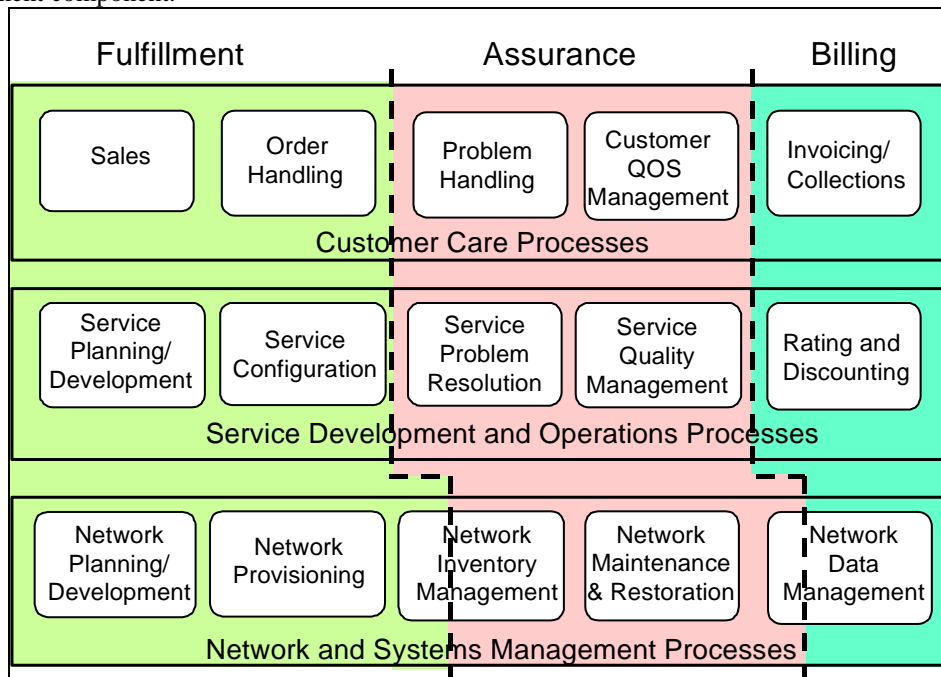 ment component.
Fulfillment
Assurance
Billing
Sales
Order
Handling
Problem
Handling
Customer
QOS
Management
Invoicing/
Collections
Customer Care Processes
Service
Planning/
Development
Service
Configuration
Service
Problem
Resolution
Service
Quality
Management
Rating and
Discounting
Service Development and Operations Processes
Network
Planning/
Development
Network
Provisioning
Network
Inventory
Management
Network
Maintenance
& Restoration
Network
Data
Management
Network and Systems Management Processes